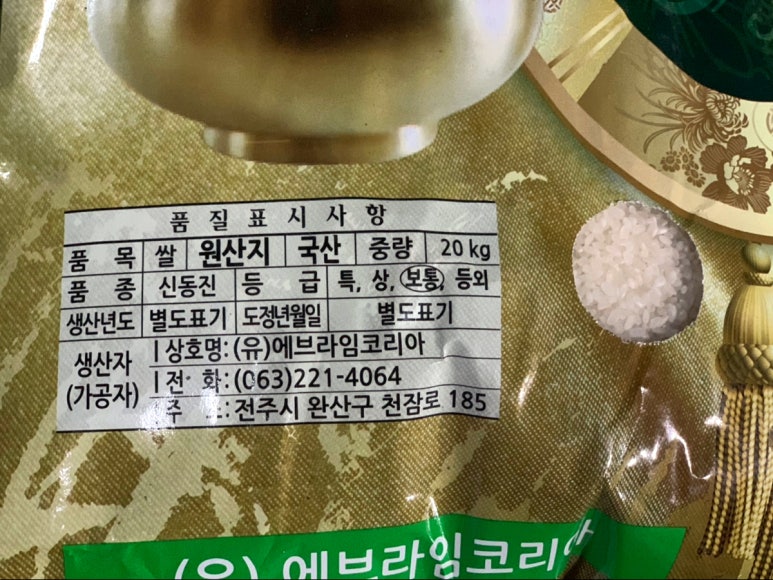 품 질 표 시 사 항
품 목 쌀 원산지 국산 중량 20 kg
품 종 신동진 등 급 특, 상, 보통, 등외
생산년도 별도표기 도정년월일 별도표기
생산자 (가공자)
상호명: (유)에브라임코리아
전 화: (063)221-4064
주 소: 전주시 완산구 천잠로 185
(유) 에브라임코리아